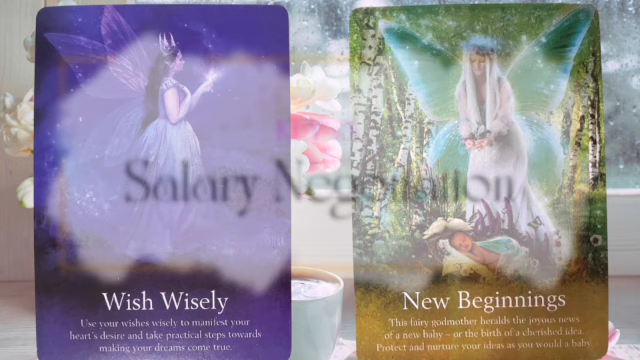 Salary Negotiation
Wish Wisely
Use your wishes wisely to manifest your
heart's desire and take practical steps towards
making your dreams come true.
New Beginnings
This fairy godmother heralds the joyous news
of a new baby – or the birth of a cherished idea.
Protect and nurture your ideas as you would a baby.